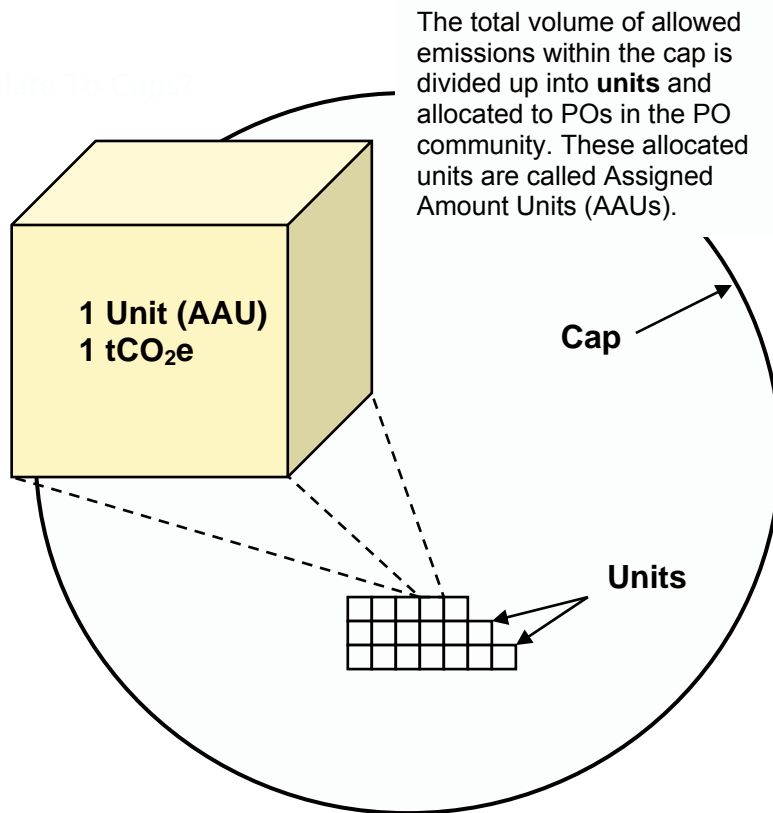 The total volume of allowed
emissions within the cap is
divided up into units and
allocated to POs in the PO
community. These allocated
units are called Assigned
Amount Units (AAUs).
1 Unit (AAU)
1 tCO₂e
Cap
Units